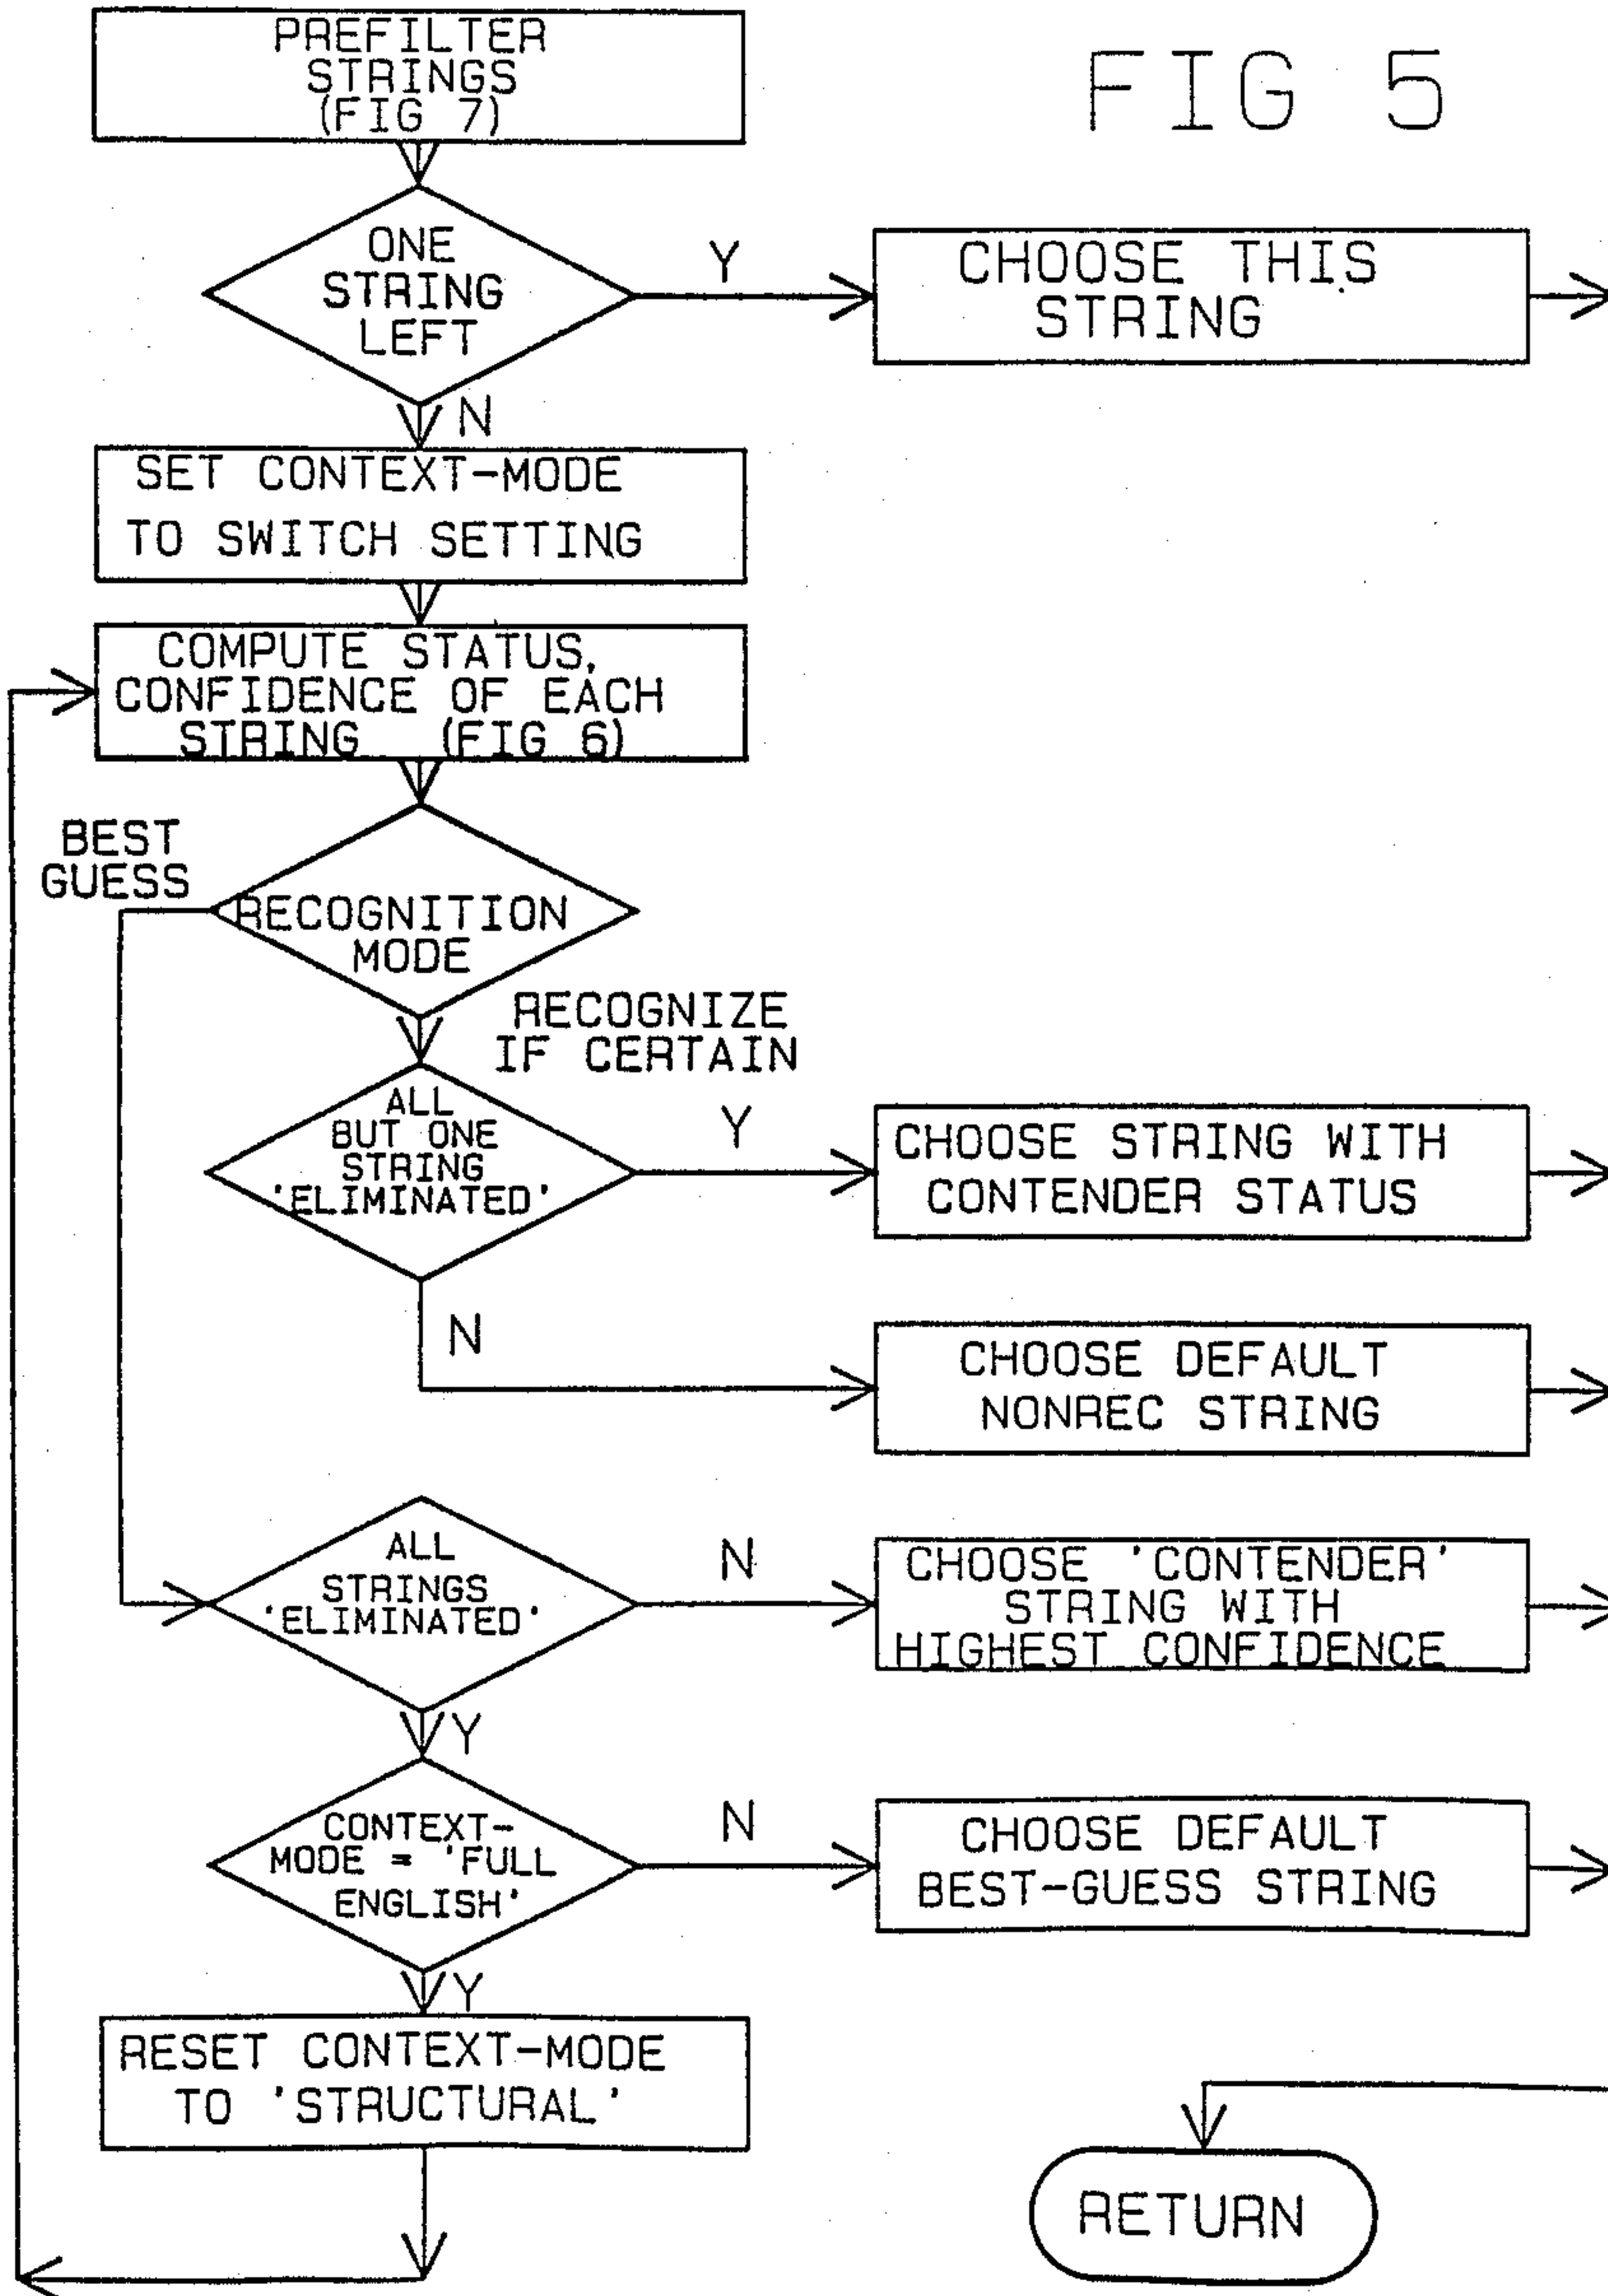 FIG 5
PREFILTER
STRINGS
(FIG 7)
ONE
STRING
LEFT
Y
CHOOSE THIS
STRING
N
SET CONTEXT-MODE
TO SWITCH SETTING
COMPUTE STATUS,
CONFIDENCE OF EACH
STRING (FIG 6)
BEST
GUESS
RECOGNITION
MODE
RECOGNIZE
IF CERTAIN
ALL
BUT ONE
STRING
'ELIMINATED'
Y
CHOOSE STRING WITH
CONTENDER STATUS
N
CHOOSE DEFAULT
NONREC STRING
ALL
STRINGS
'ELIMINATED'
N
CHOOSE 'CONTENDER'
STRING WITH
HIGHEST CONFIDENCE
Y
CONTEXT-
MODE = 'FULL
ENGLISH'
N
CHOOSE DEFAULT
BEST-GUESS STRING
Y
RESET CONTEXT-MODE
TO 'STRUCTURAL'
RETURN